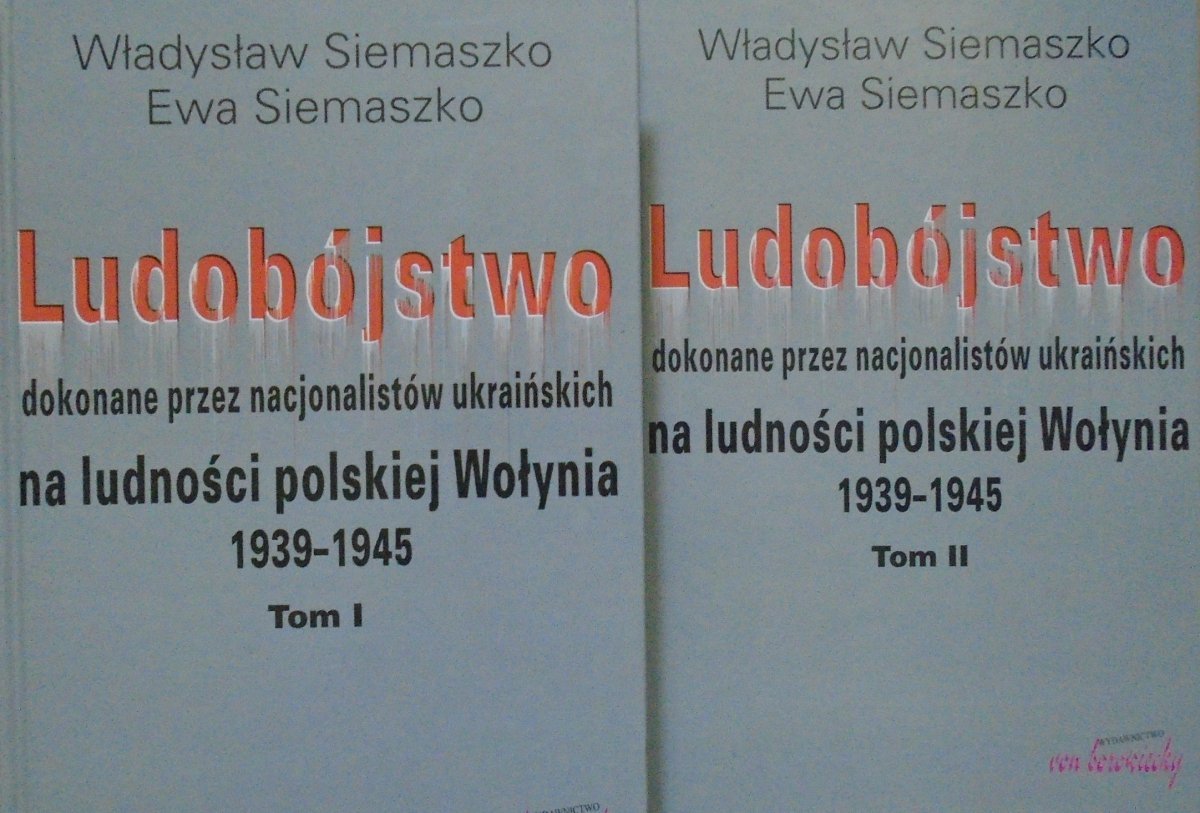 Władysław Siemaszko
Ewa Siemaszko
Ludobójstwo
dokonane przez nacjonalistów ukraińskich
na ludności polskiej Wołynia
1939–1945
Tom I
Władysław Siemaszko
Ewa Siemaszko
Ludobójstwo
dokonane przez nacjonalistów ukraińskich
na ludności polskiej Wołynia
1939–1945
Tom II
WYDAWNICTWO
von borowiecky